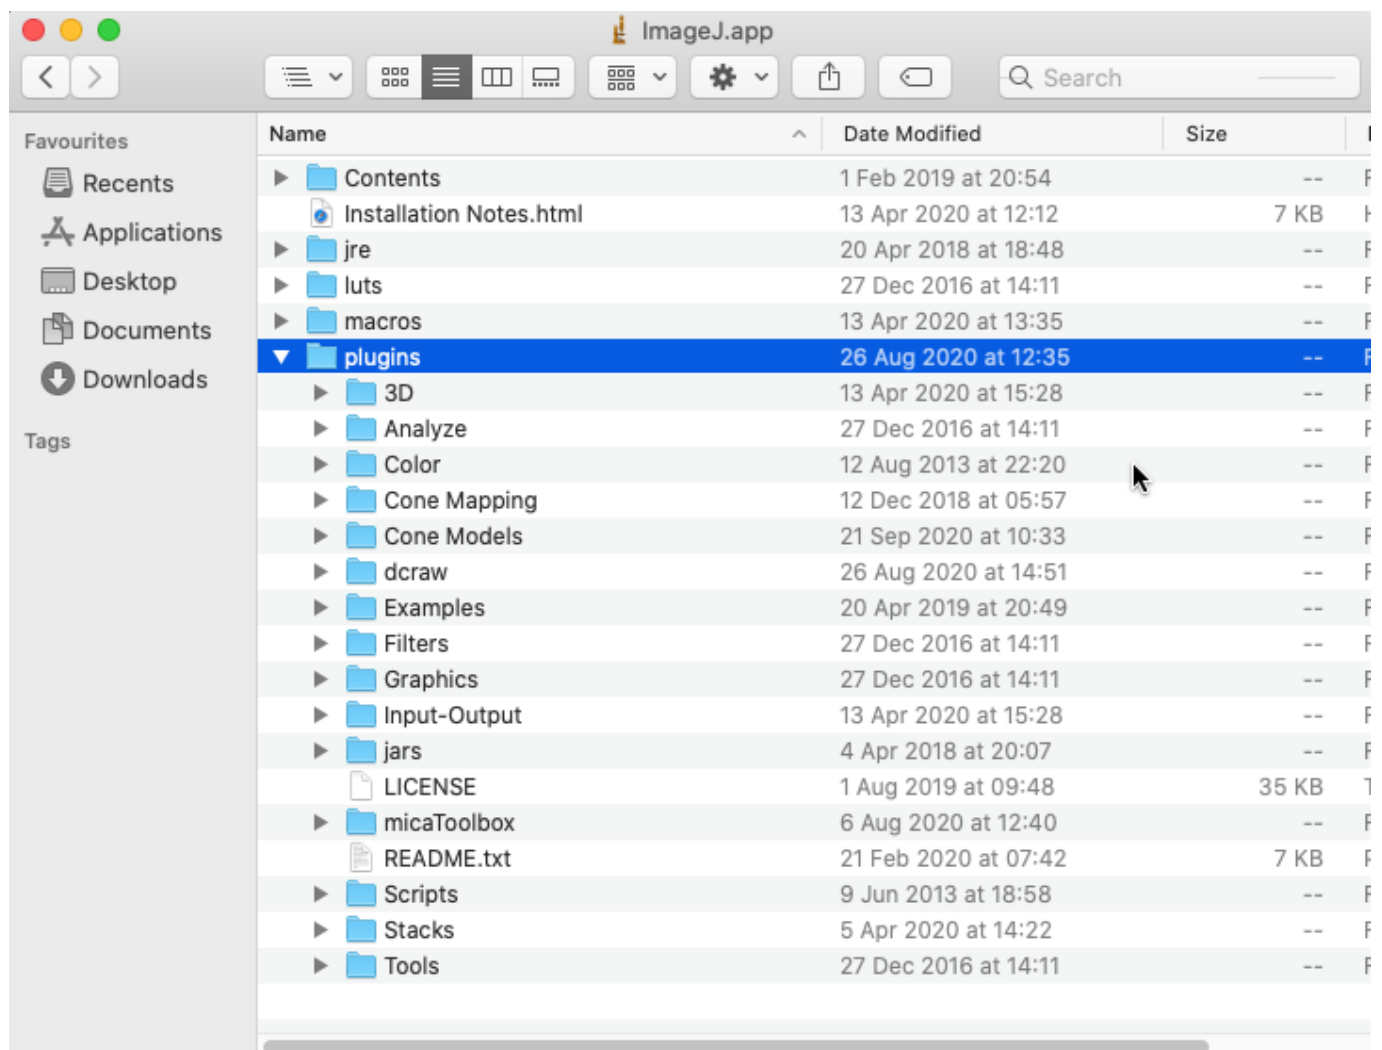 ImageJ.app
Search
Favourites
Recents
Applications
Desktop
Documents
Downloads
Tags
Name Date Modified Size
Contents 1 Feb 2019 at 20:54 --
Installation Notes.html 13 Apr 2020 at 12:12 7 KB
jre 20 Apr 2018 at 18:48 --
luts 27 Dec 2016 at 14:11 --
macros 13 Apr 2020 at 13:35 --
plugins 26 Aug 2020 at 12:35 --
3D 13 Apr 2020 at 15:28 --
Analyze 27 Dec 2016 at 14:11 --
Color 12 Aug 2013 at 22:20 --
Cone Mapping 12 Dec 2018 at 05:57 --
Cone Models 21 Sep 2020 at 10:33 --
dcraw 26 Aug 2020 at 14:51 --
Examples 20 Apr 2019 at 20:49 --
Filters 27 Dec 2016 at 14:11 --
Graphics 27 Dec 2016 at 14:11 --
Input-Output 13 Apr 2020 at 15:28 --
jars 4 Apr 2018 at 20:07 --
LICENSE 1 Aug 2019 at 09:48 35 KB
micaToolbox 6 Aug 2020 at 12:40 --
README.txt 21 Feb 2020 at 07:42 7 KB
Scripts 9 Jun 2013 at 18:58 --
Stacks 5 Apr 2020 at 14:22 --
Tools 27 Dec 2016 at 14:11 --